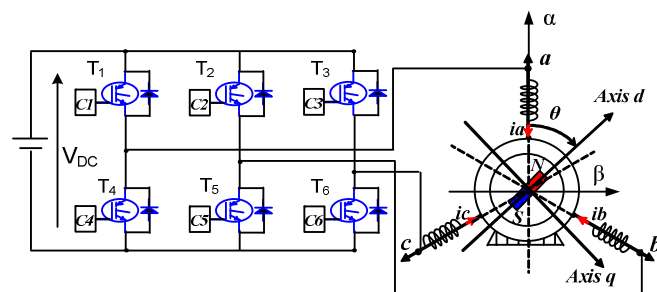 α
a
T1 T2 T3
Axis d
θ
C1 C2 C3
ia
N
VDC
β
T4 T5 T6
S
C4 C5 C6
ic ib
c b
Axis q